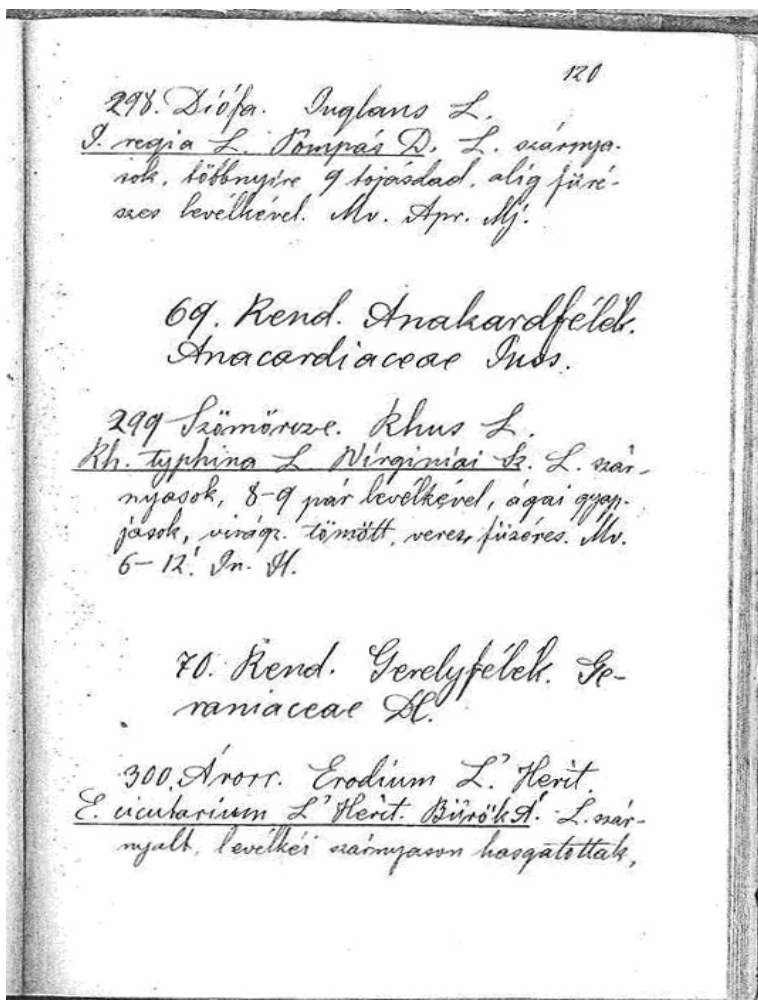 120
298. Diófa. Juglans L.
J. regia L. Pompás D. L. szárnya-
sok, többnyire 9 tojásdad, alig füré-
szes levélkével. Mv. Apr. Mj.
69. Rend. Anakardfélék.
Anacardiaceae Juss.
299 Szömörcze. Rhus L.
Rh. typhina L Virginiai Sz. L. szár-
nyasok, 8-9 pár levélkével, ágai gyap-
jasok, virágz. tömött, veres, füzéres. Mv.
6-12! Jn. H.
70. Rend. Gerelyfélék. Ge-
raniaceae DC.
300. Árorr. Erodium L' Herit.
E. cicutarium L' Herit. Bürök Á. L. szár-
nyalt, levélkéi szárnyason hasgatottak,